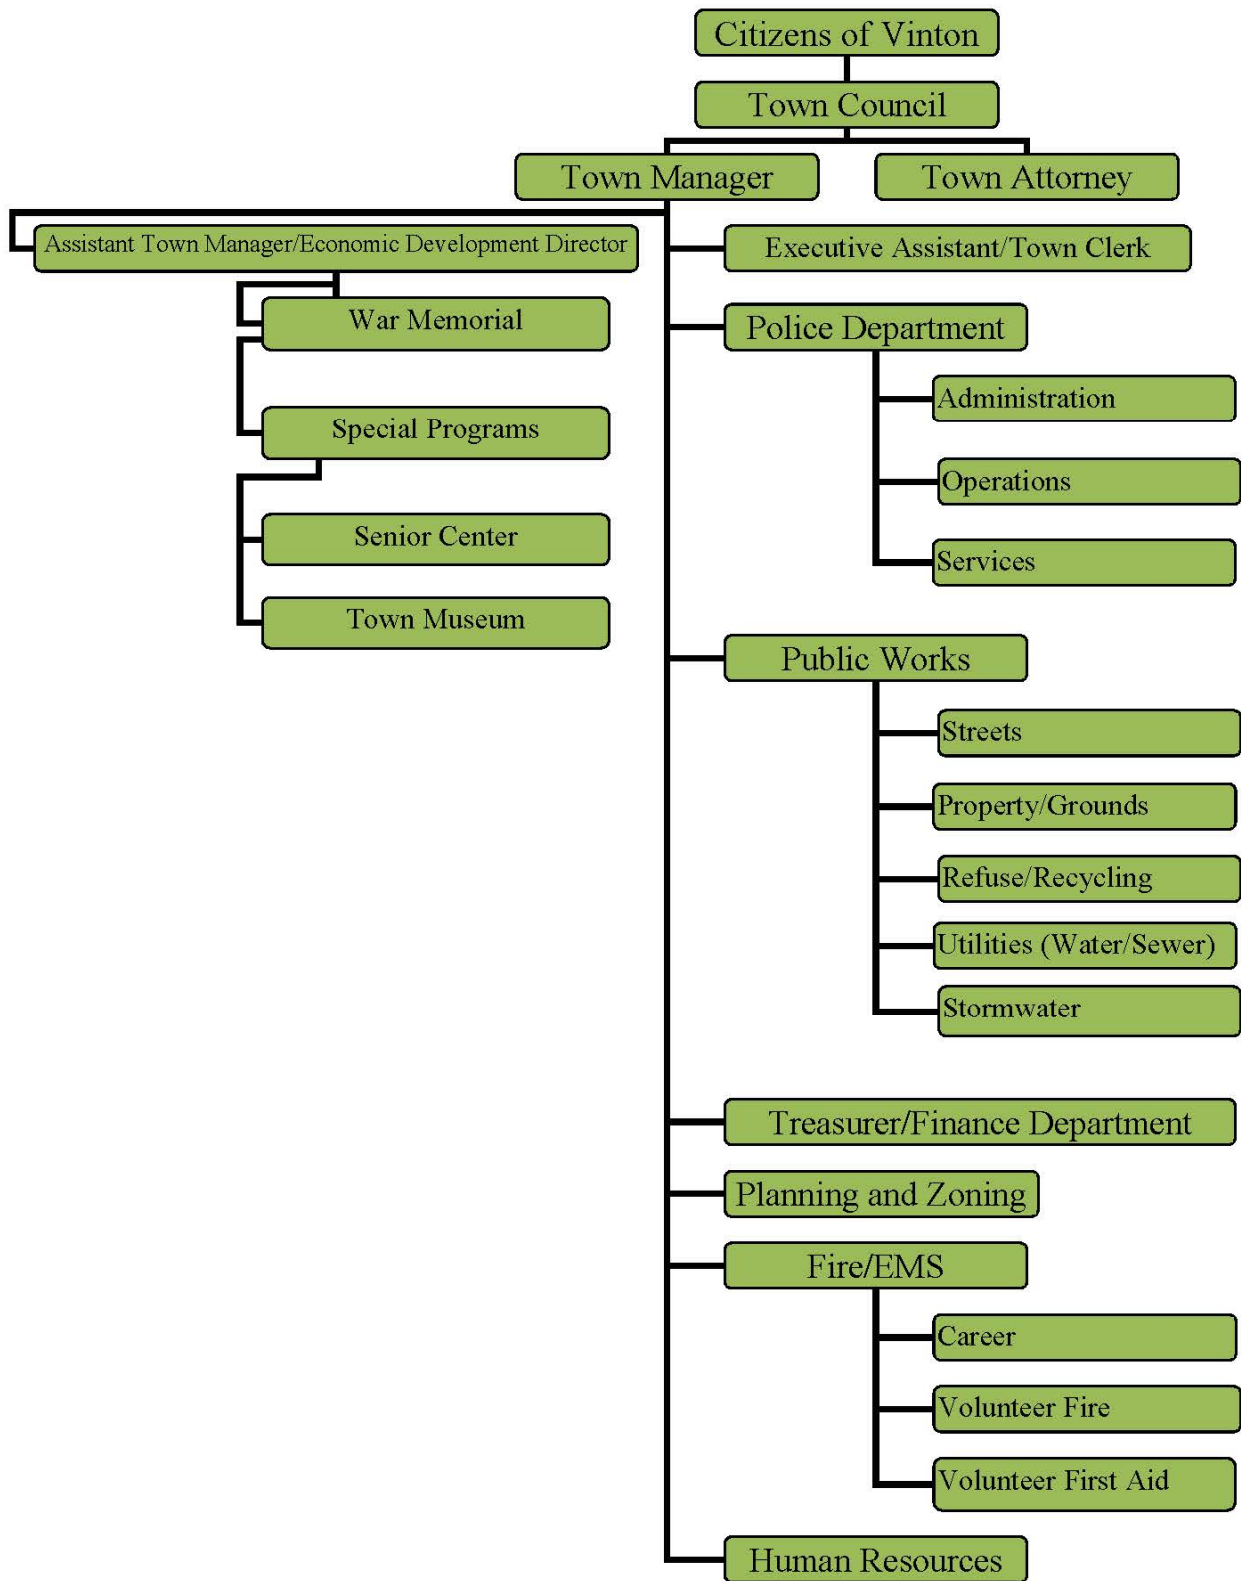 Citizens of Vinton
Town Council
Town Manager
Town Attorney
Assistant Town Manager/Economic Development Director
War Memorial
Special Programs
Senior Center
Town Museum
Executive Assistant/Town Clerk
Police Department
Administration
Operations
Services
Public Works
Streets
Property/Grounds
Refuse/Recycling
Utilities (Water/Sewer)
Stormwater
Treasurer/Finance Department
Planning and Zoning
Fire/EMS
Career
Volunteer Fire
Volunteer First Aid
Human Resources